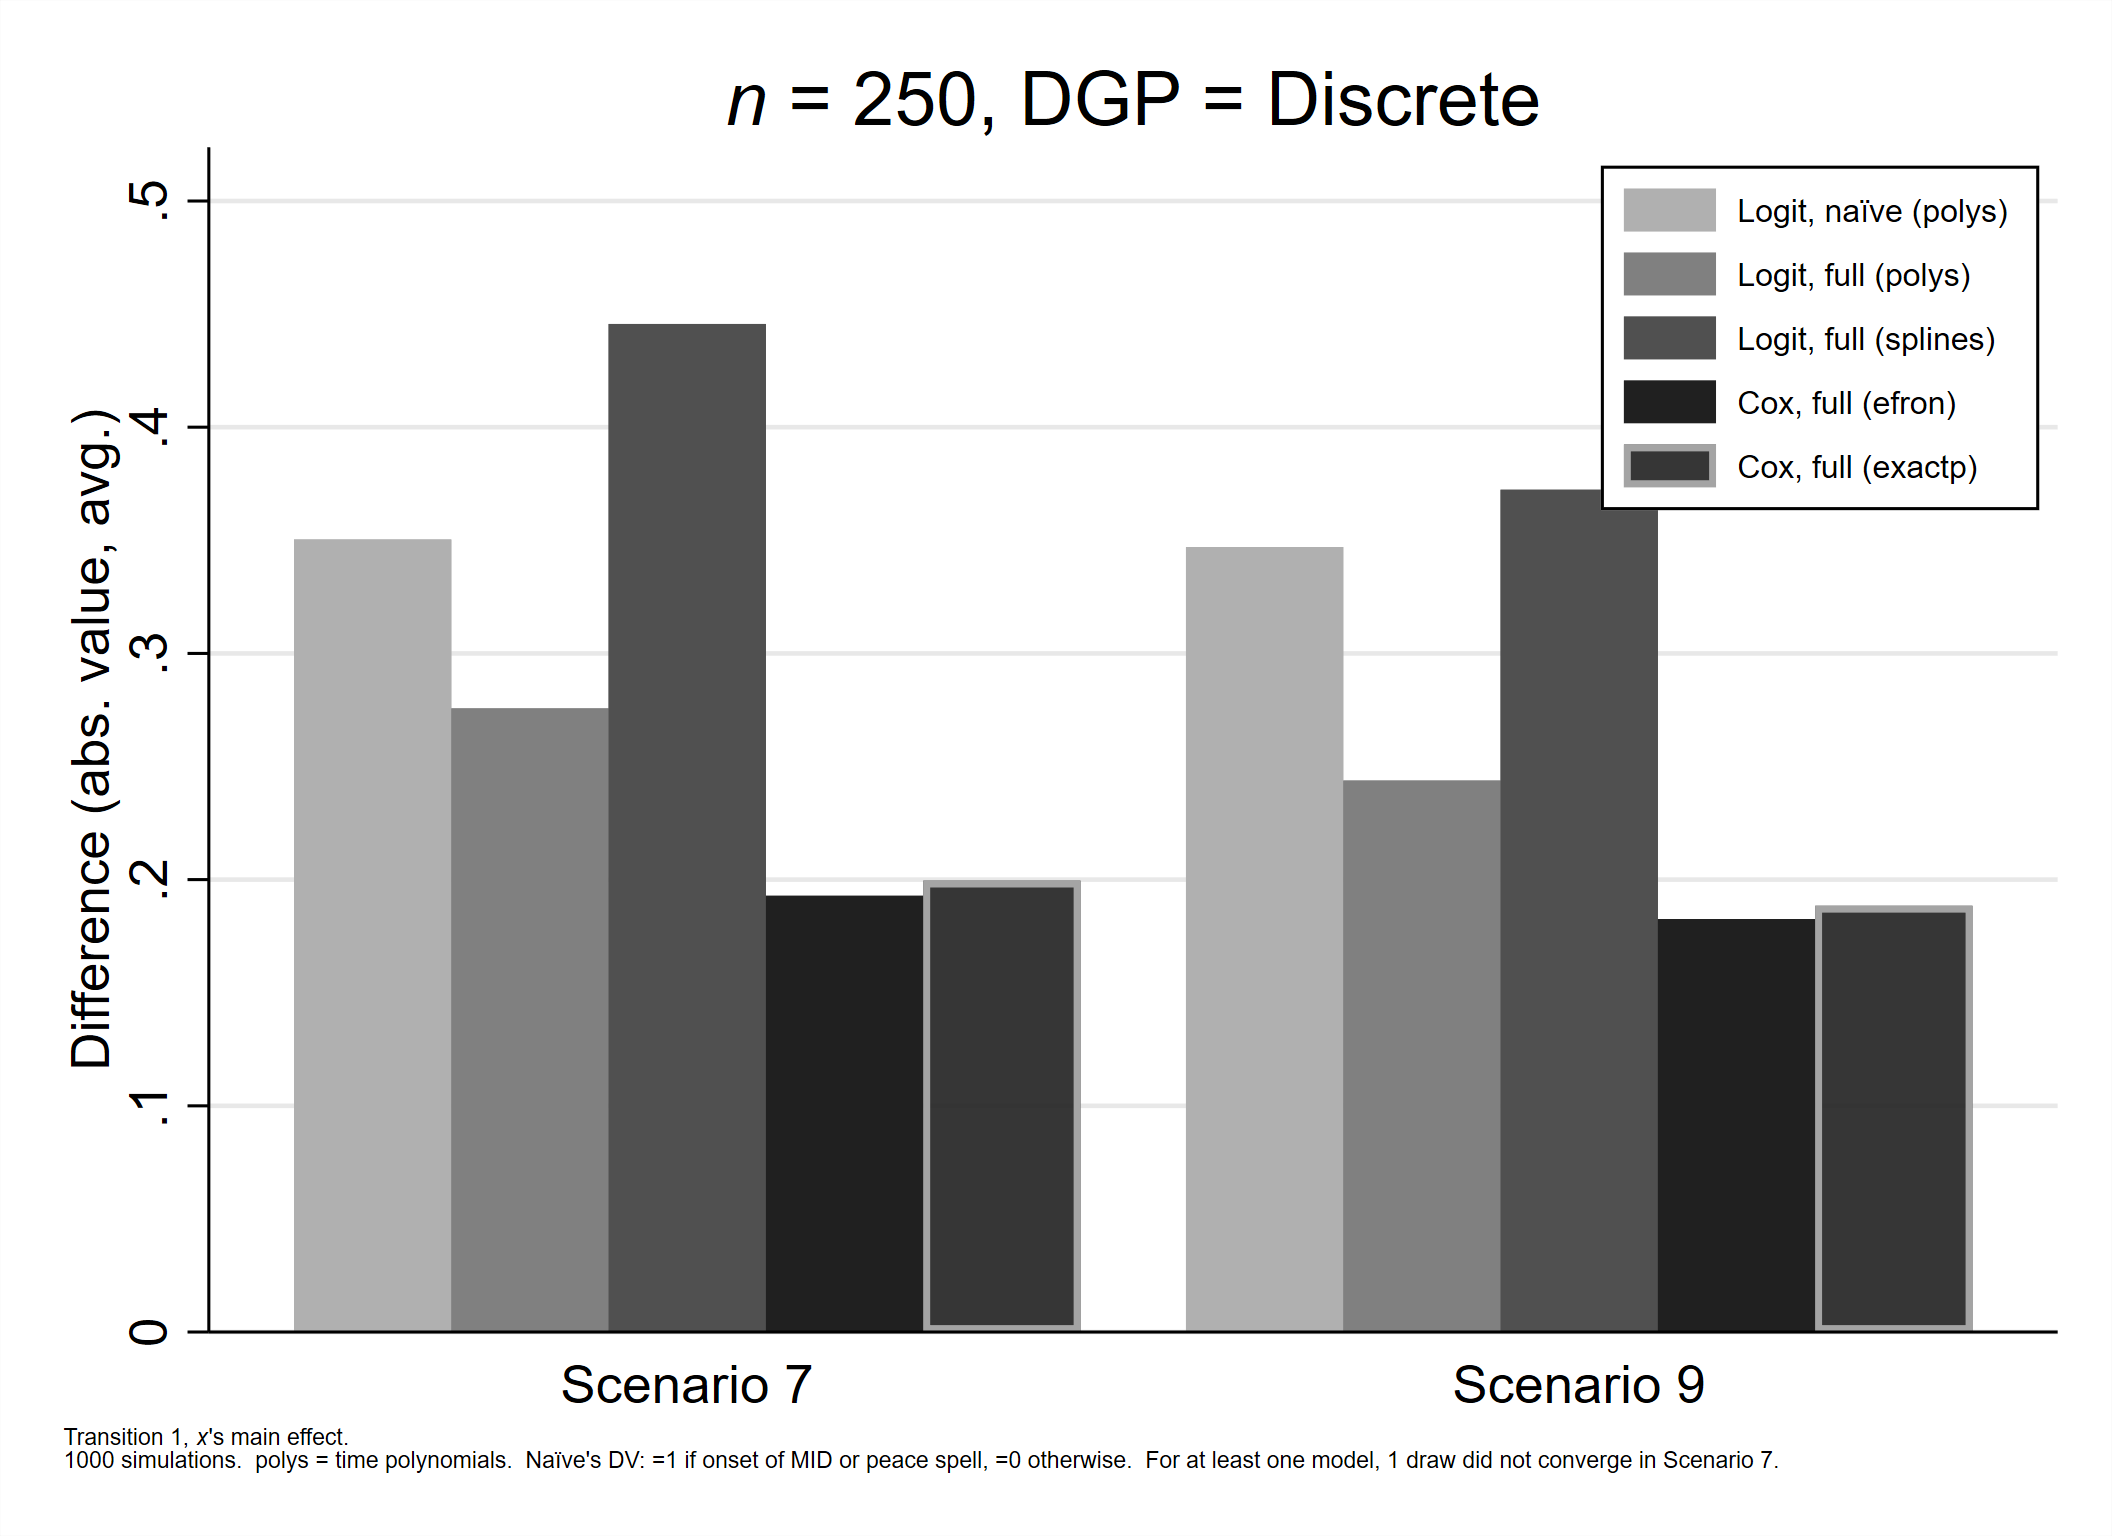 n = 250, DGP = Discrete
Difference (abs. value, avg.)
.5
.4
.3
.2
.1
0
Logit, naïve (polys)
Logit, full (polys)
Logit, full (splines)
Cox, full (efron)
Cox, full (exactp)
Scenario 7
Scenario 9
Transition 1, x's main effect.
1000 simulations.  polys = time polynomials.  Naïve's DV: =1 if onset of MID or peace spell, =0 otherwise.  For at least one model, 1 draw did not converge in Scenario 7.